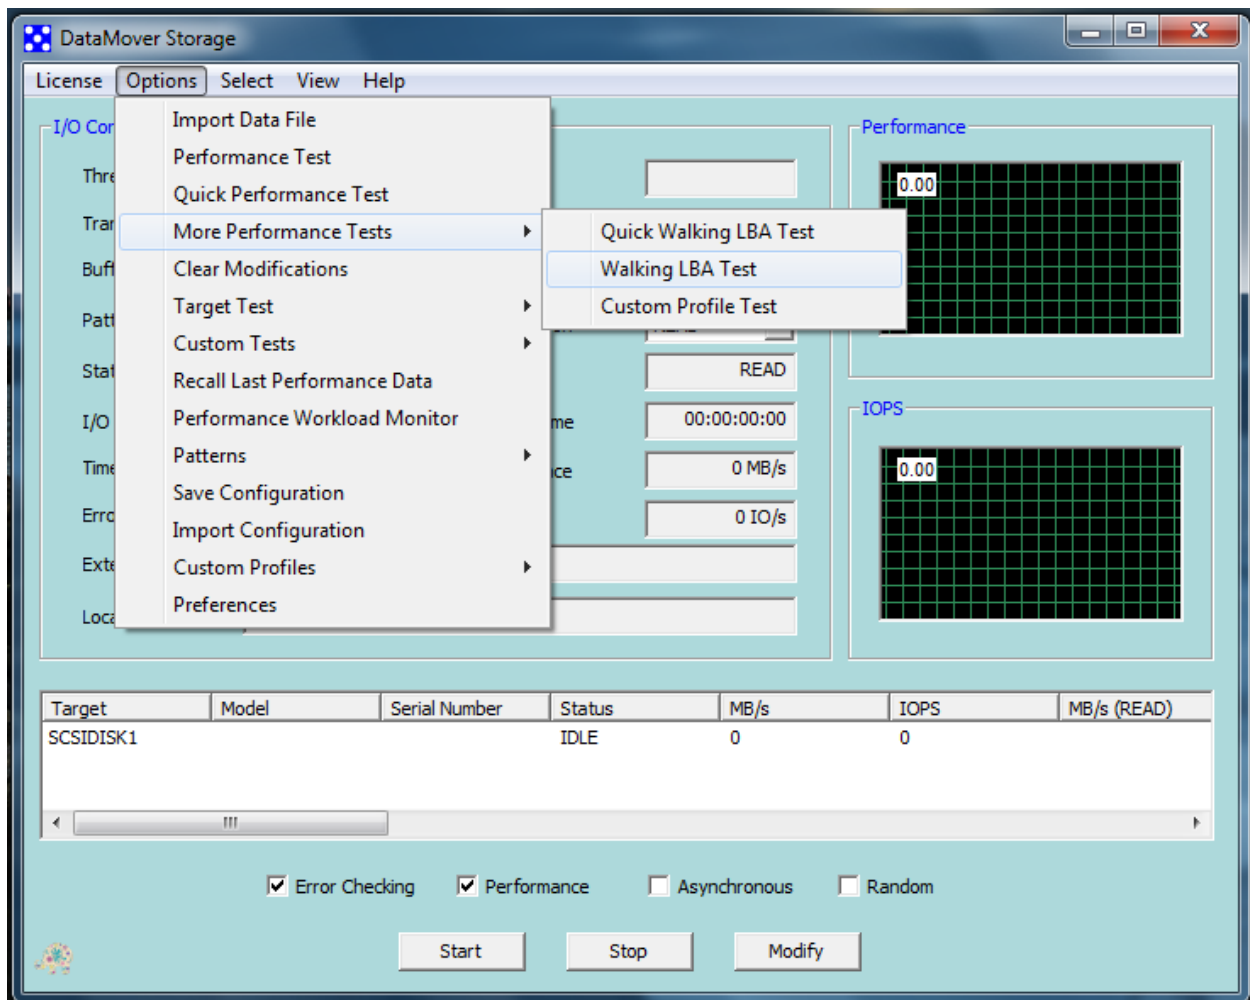 DataMover Storage
License Options Select View Help
Import Data File
Performance Test
Quick Performance Test
More Performance Tests
Clear Modifications
Target Test
Custom Tests
Recall Last Performance Data
Performance Workload Monitor
Patterns
Save Configuration
Import Configuration
Custom Profiles
Preferences
Quick Walking LBA Test
Walking LBA Test
Custom Profile Test
I/O Cor
Thre
Tran
Buff
Patt
Stat
I/O
Time
Erro
Exte
Loca
READ
me
00:00:00:00
ce
0 MB/s
0 IO/s
Performance
0.00
IOPS
0.00
Target Model Serial Number Status MB/s IOPS MB/s (READ)
SCSIDISK1 IDLE 0 0
Error Checking Performance Asynchronous Random
Start Stop Modify